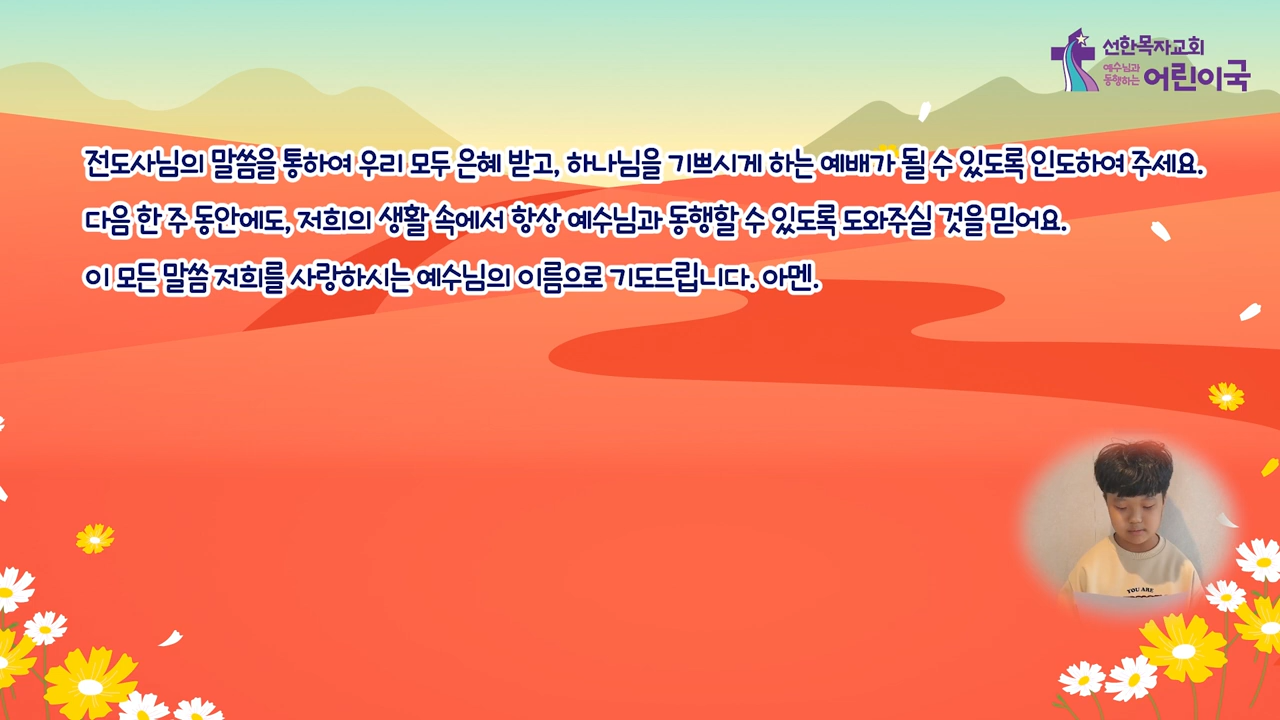 선한목자교회
예수님과
동행하는
어린이국
전도사님의 말씀을 통하여 우리 모두 은혜 받고, 하나님을 기쁘시게 하는 예배가 될 수 있도록 인도하여 주세요.
다음 한 주 동안에도, 저희의 생활 속에서 항상 예수님과 동행할 수 있도록 도와주실 것을 믿어요.
이 모든 말씀 저희를 사랑하시는 예수님의 이름으로 기도드립니다. 아멘.
YOU ARE